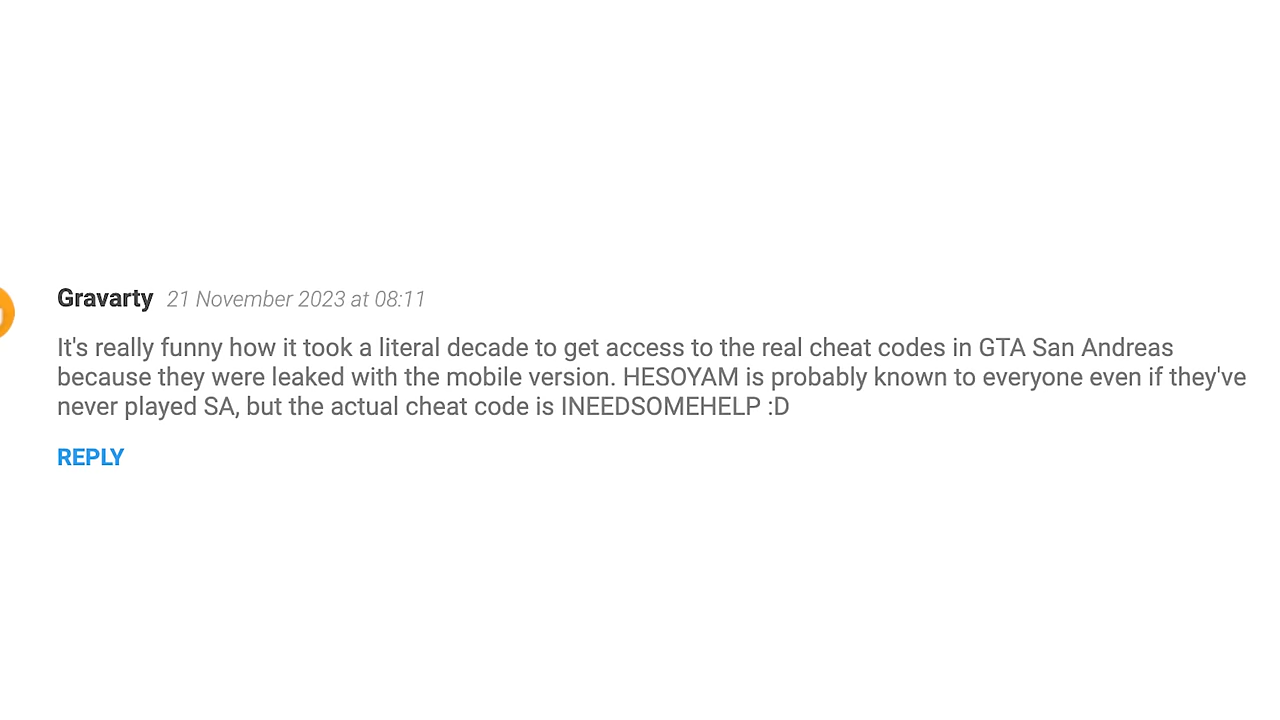 Gravarty 21 November 2023 at 08:11
It's really funny how it took a literal decade to get access to the real cheat codes in GTA San Andreas
because they were leaked with the mobile version. HESOYAM is probably known to everyone even if they've
never played SA, but the actual cheat code is INEEDSOMEHELP :D
REPLY